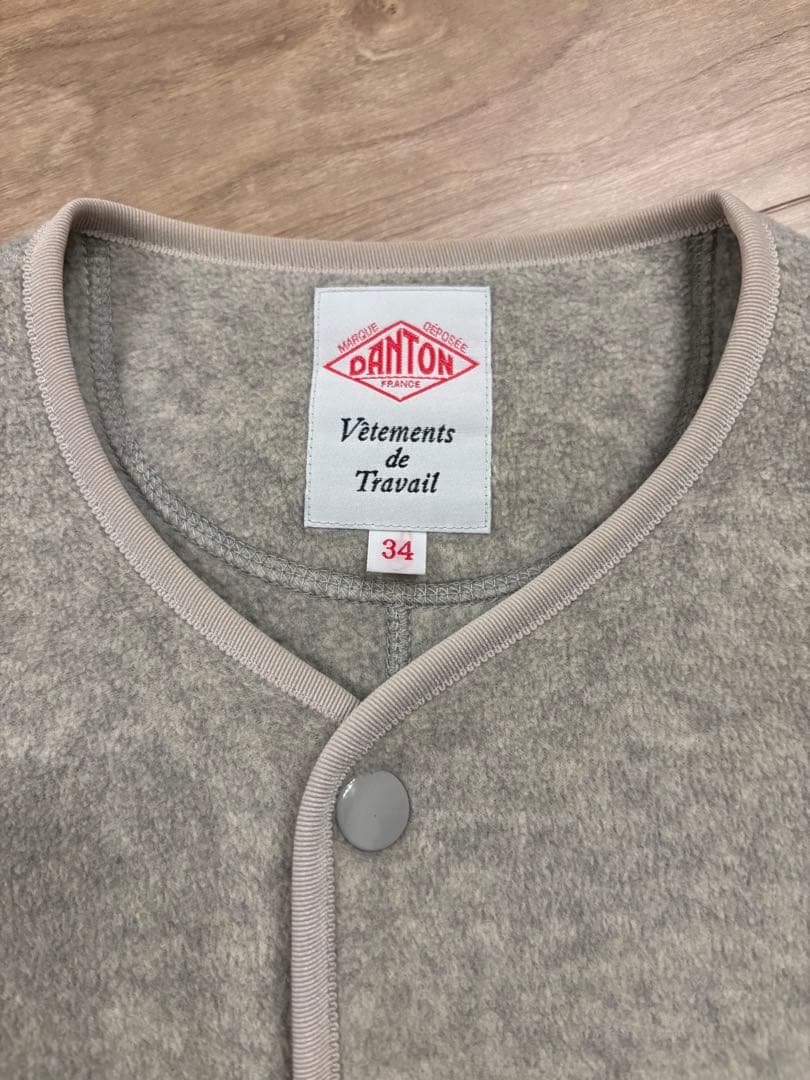 MARQUE DÉPOSÉE
DANTON
FRANCE
Vêtements
de
Travail
34